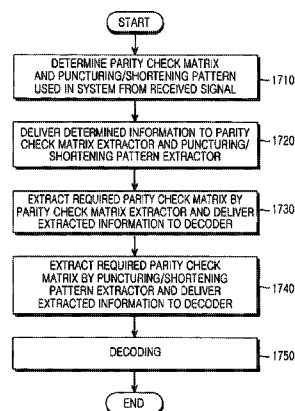 START
DETERMINE PARITY CHECK MATRIX
AND PUNCTURING/SHORTENING PATTERN
USED IN SYSTEM FROM RECEIVED SIGNAL
1710
DELIVER DETERMINED INFORMATION TO PARITY
CHECK MATRIX EXTRACTOR AND PUNCTURING/
SHORTENING PATTERN EXTRACTOR
1720
EXTRACT REQUIRED PARITY CHECK MATRIX BY
PARITY CHECK MATRIX EXTRACTOR AND DELIVER
EXTRACTED INFORMATION TO DECODER
1730
EXTRACT REQUIRED PARITY CHECK
MATRIX BY PUNCTURING/SHORTENING
PATTERN EXTRACTOR AND DELIVER
EXTRACTED INFORMATION TO DECODER
1740
DECODING
1750
END